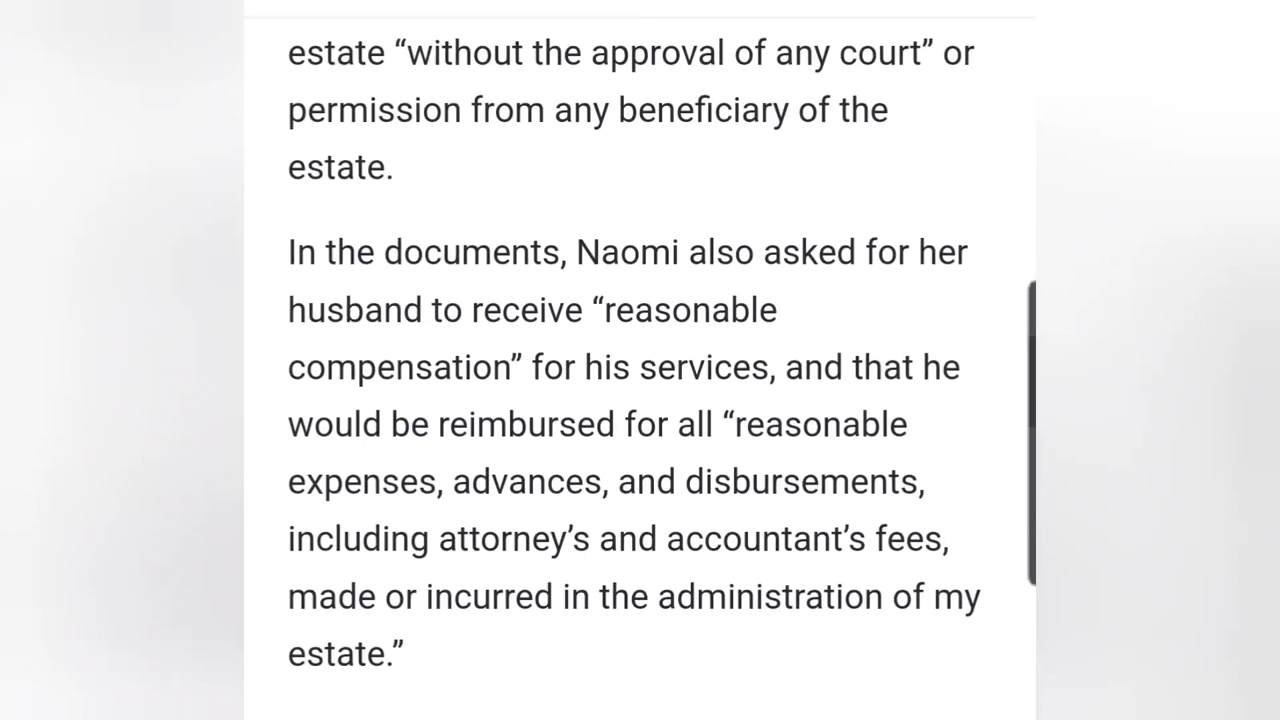 estate “without the approval of any court” or
permission from any beneficiary of the
estate.
In the documents, Naomi also asked for her
husband to receive “reasonable
compensation” for his services, and that he
would be reimbursed for all “reasonable
expenses, advances, and disbursements,
including attorney’s and accountant’s fees,
made or incurred in the administration of my
estate.”